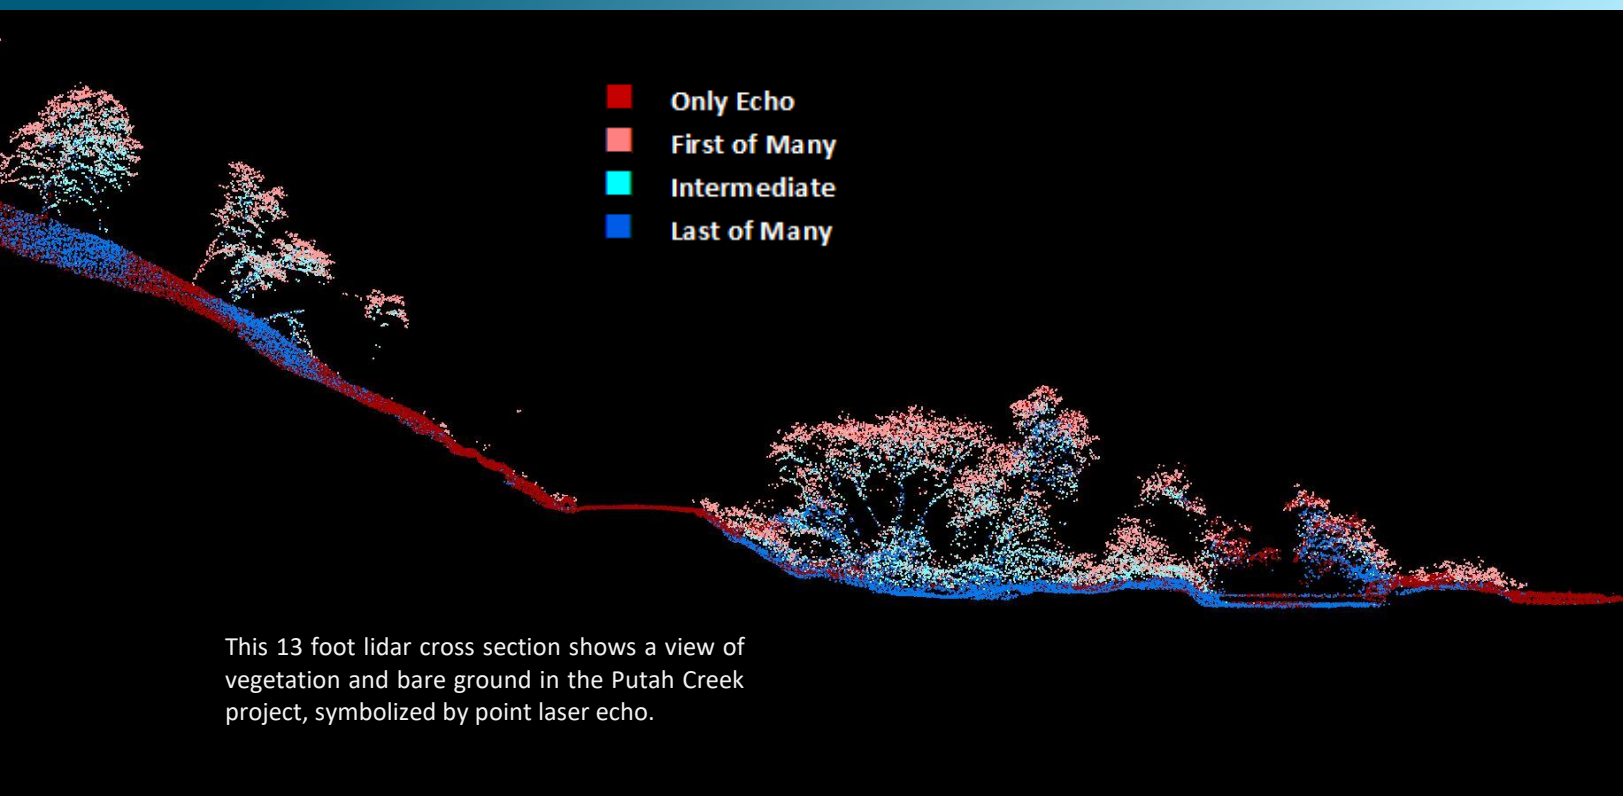 Only Echo
First of Many
Intermediate
Last of Many
This 13 foot lidar cross section shows a view of
vegetation and bare ground in the Putah Creek
project, symbolized by point laser echo.